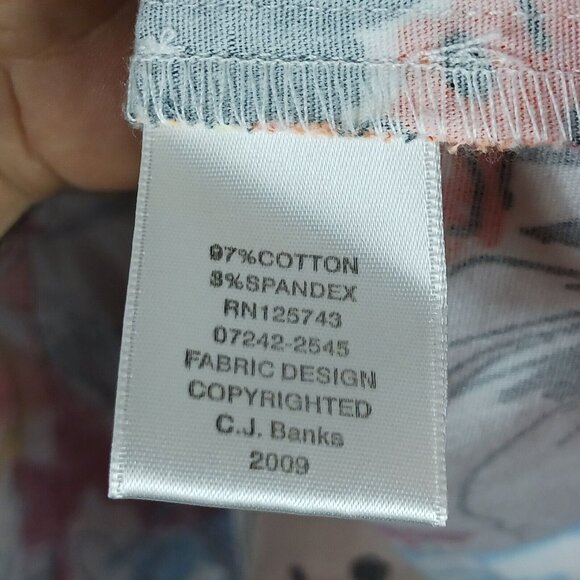 97%COTTON
3%SPANDEX
RN125743
07242-2545
FABRIC DESIGN
COPYRIGHTED
C.J. Banks
2009